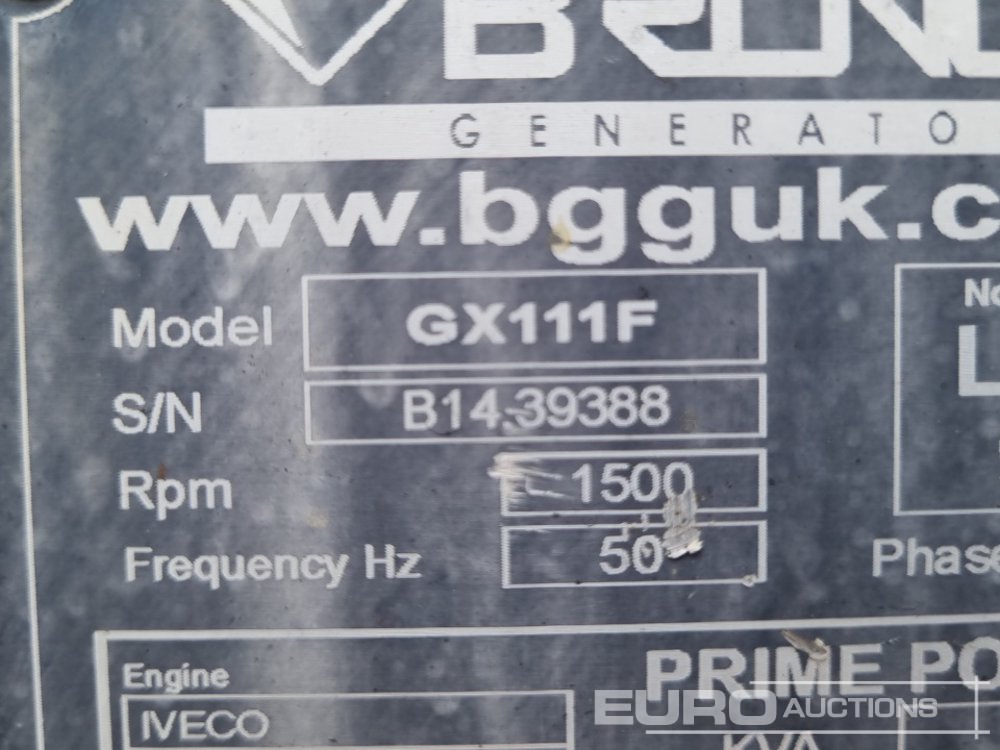 GENERATO
www.bgguk.c
Model GX111F
S/N B14.39388
Rpm 1500
Frequency Hz 50
Phase
Engine
IVECO
PRIME PO
KVA
EURO AUCTIONS